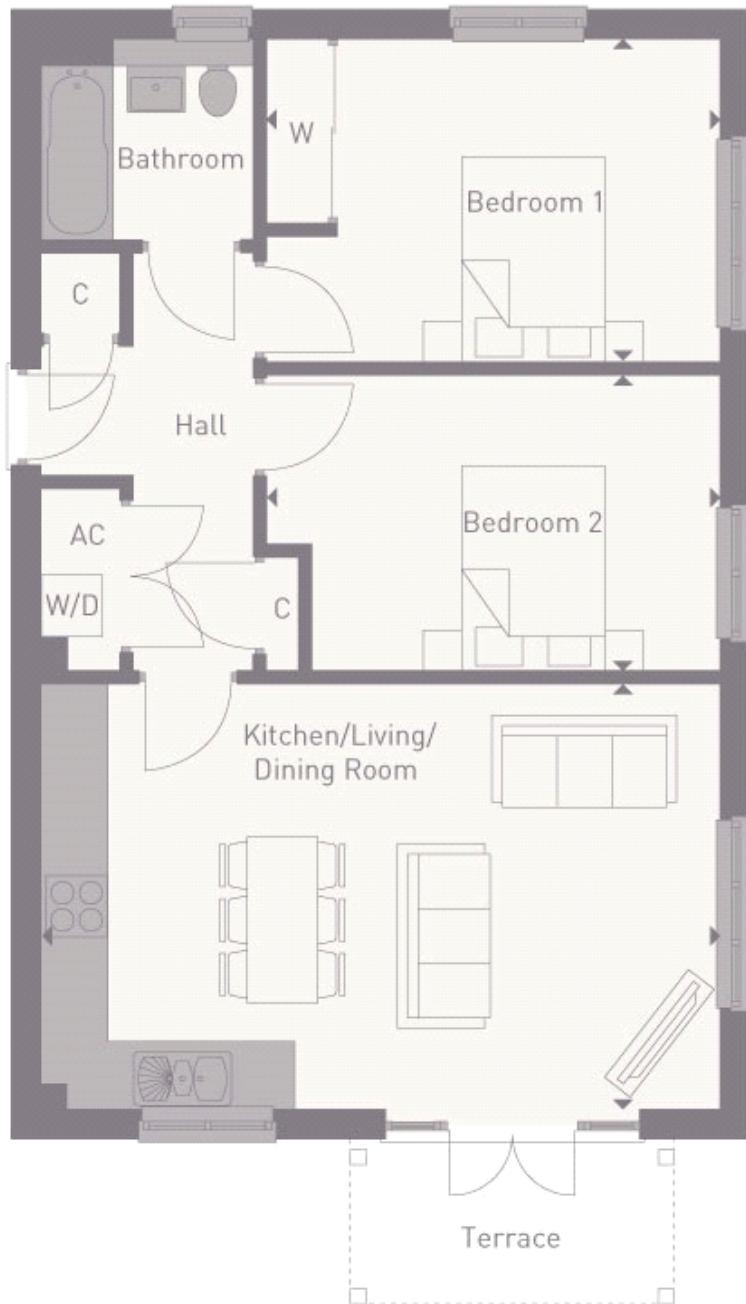 Bathroom
W
Bedroom 1
C
Hall
AC
W/D
C
Bedroom 2
Kitchen/Living/
Dining Room
Terrace